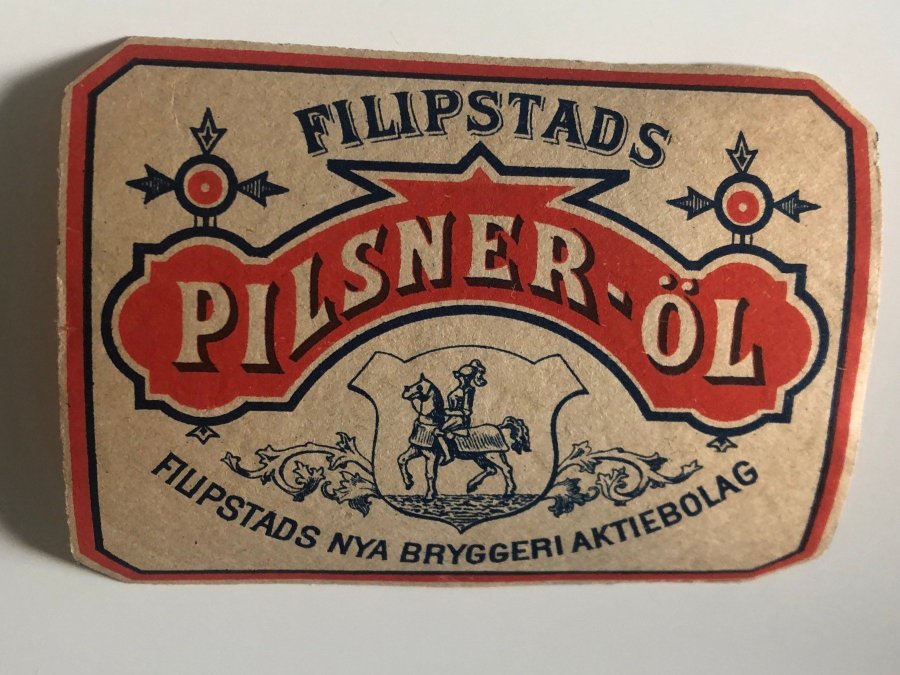 FILIPSTADS
PILSNER-ÖL
FILIPSTADS NYA BRYGGERI AKTIEBOLAG